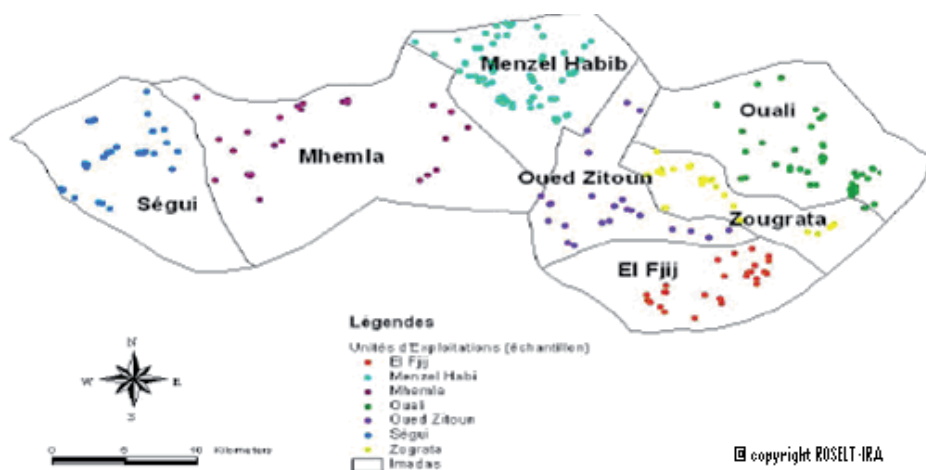 Menzel Habib
Ouali
Mhemla
Oued Zitoun
Ségui
Zougrata
El Fjij
Légendes
Unités d'Exploitations (échantillon)
El Fjij
Menzel Habi
Mhemla
Ouali
Oued Zitoun
Ségui
Zograta
Imadas
N
W E
S
0 5 10 Kilometers
© copyright ROSELT-IRA